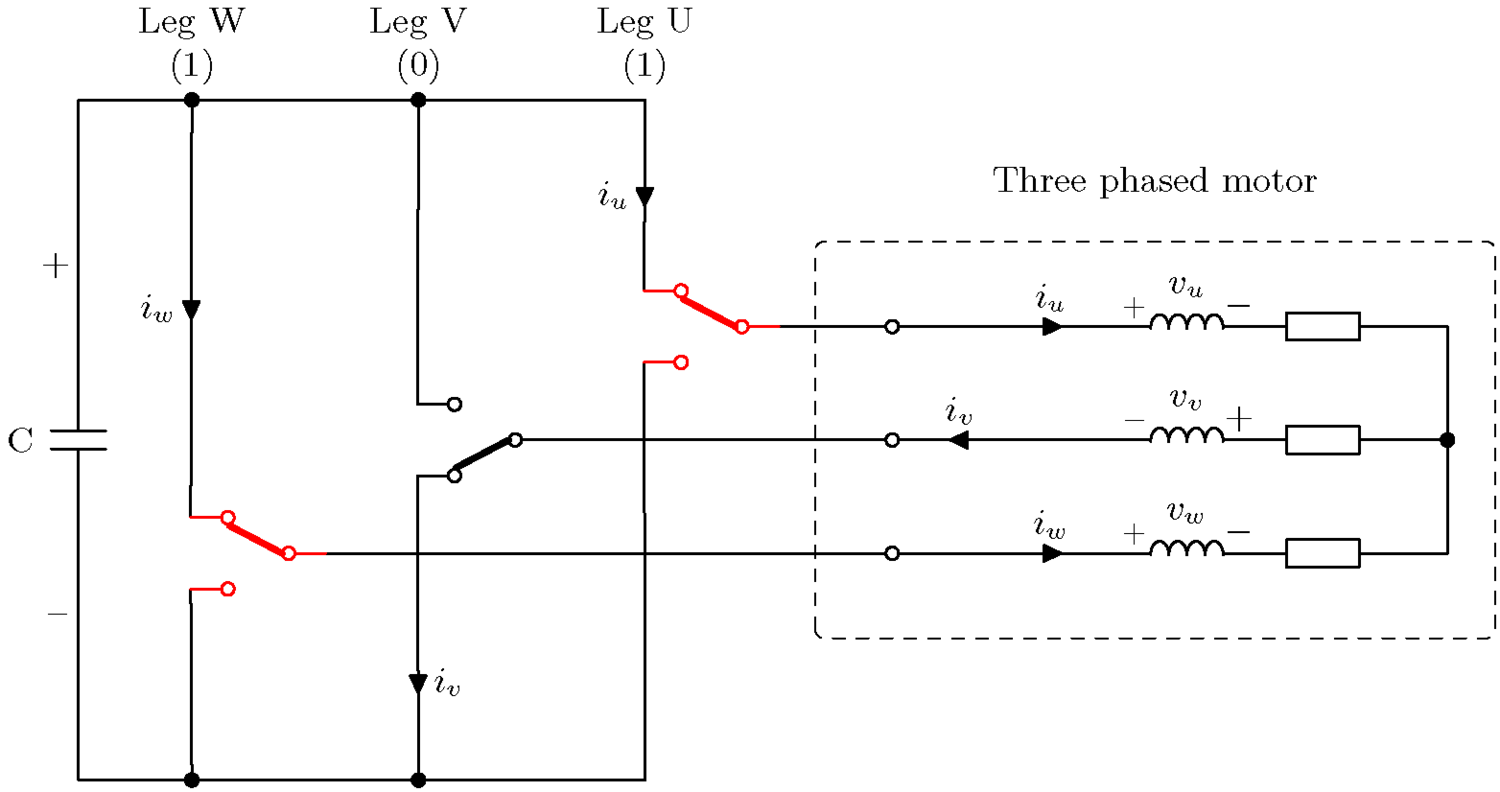 Leg W
(1)
Leg V
(0)
Leg U
(1)
Three phased motor
+
−
C
i_w
i_v
i_u
i_u
+ v_u −
i_v
− v_v +
i_w
+ v_w −